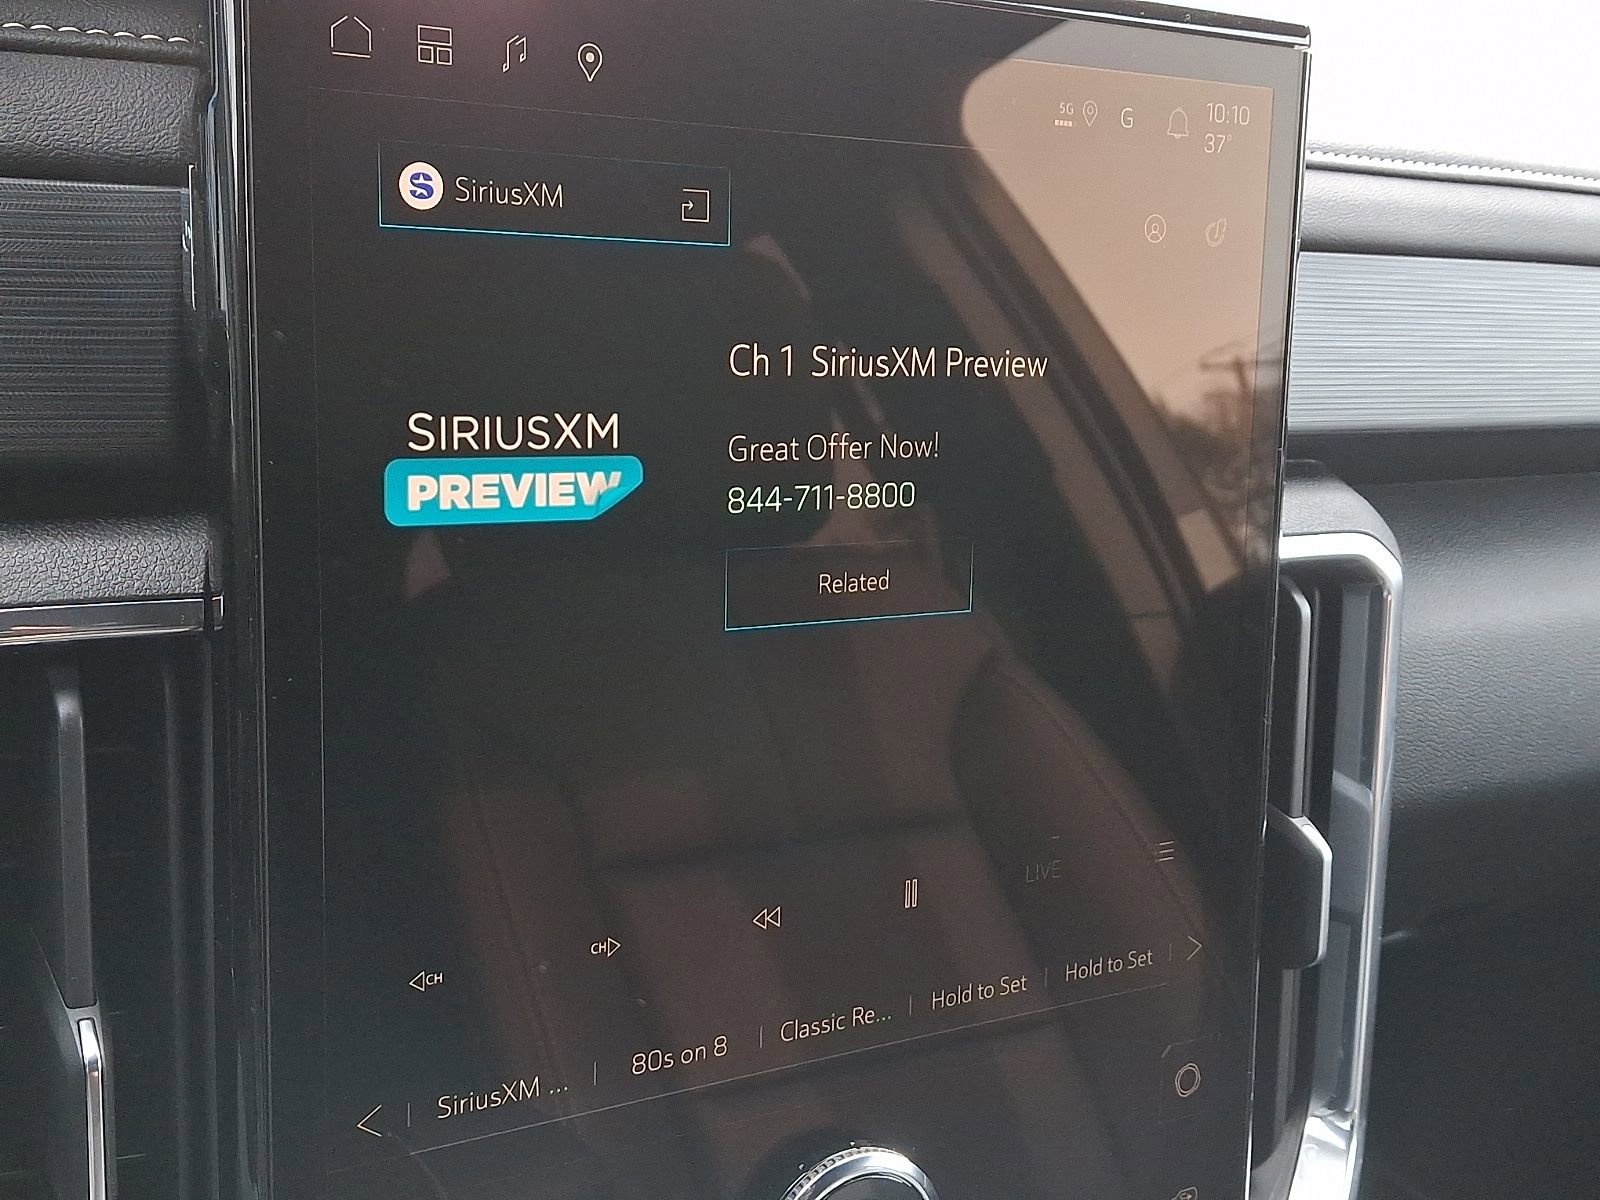 5G
G
10:10
37°
SiriusXM
Ch 1 SiriusXM Preview
SIRIUSXM
PREVIEW
Great Offer Now!
844-711-8800
Related
LIVE
CH
CH
SiriusXM ...
80s on 8
Classic Re...
Hold to Set
Hold to Set